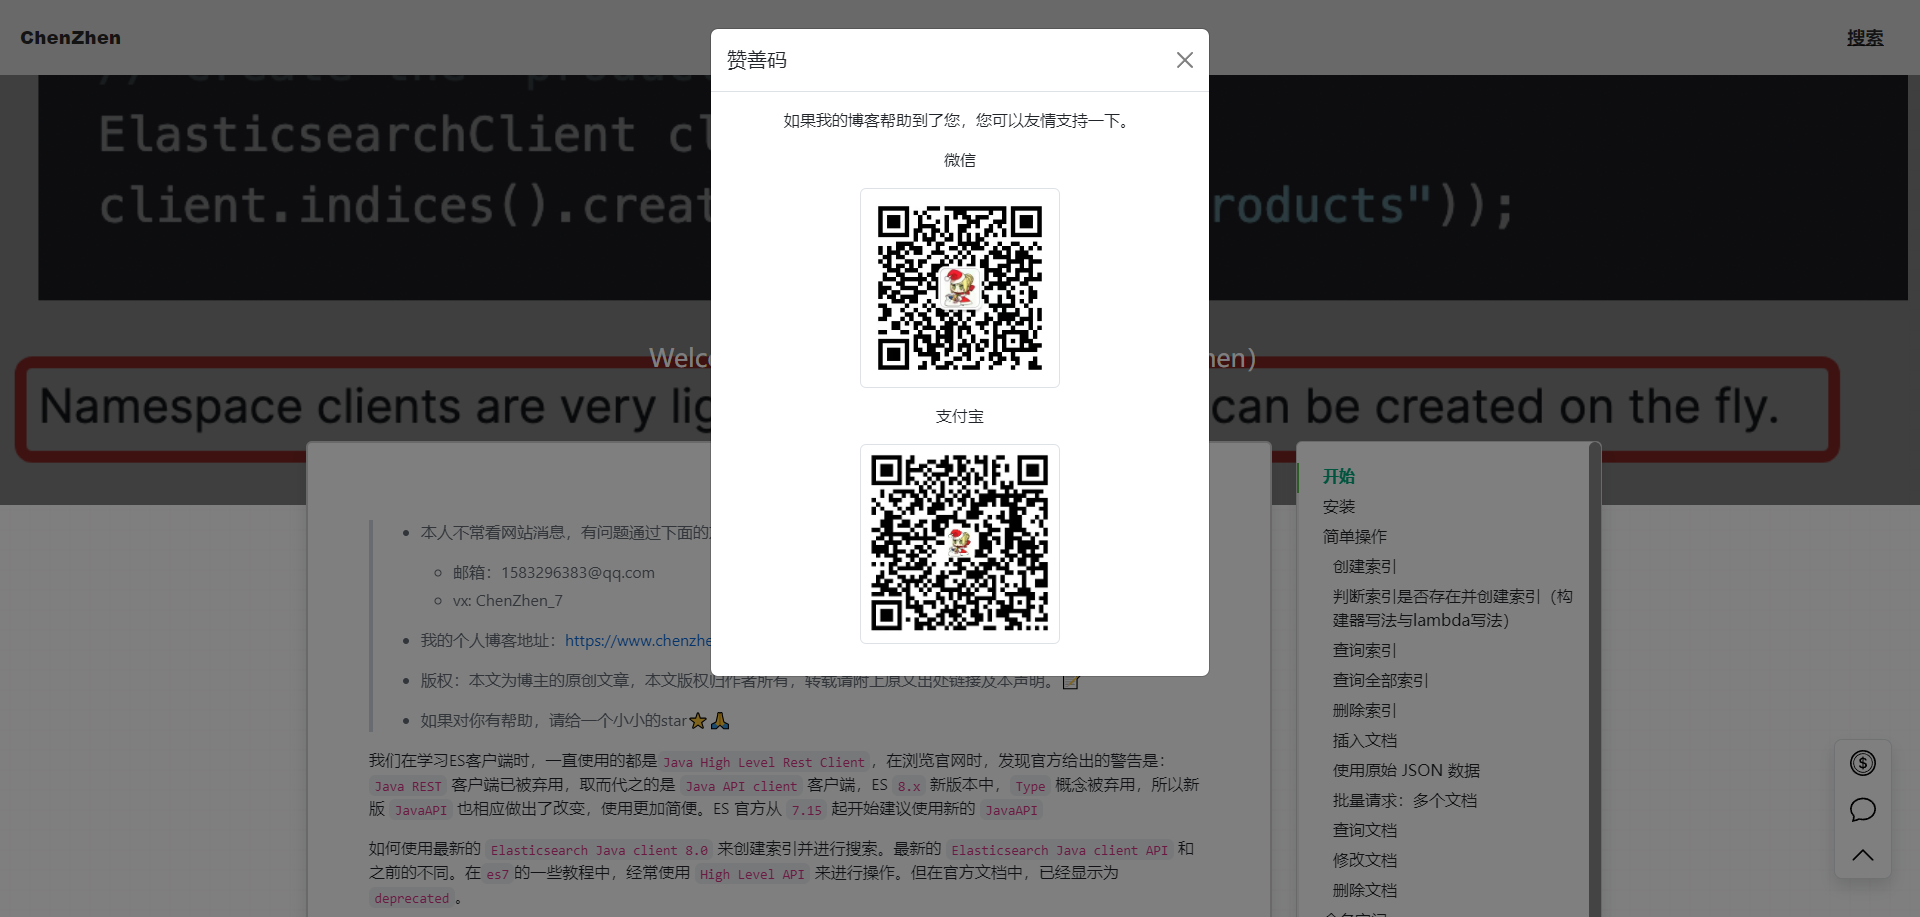 ChenZhen
搜索
ElasticsearchClient cl
client.indices().creat
roducts"));
Welco
hen）
Namespace clients are very lig
can be created on the fly.
赞善码
如果我的博客帮助到了您，您可以友情支持一下。
微信
支付宝
本人不常看网站消息，有问题通过下面的
邮箱：1583296383@qq.com
vx: ChenZhen_7
我的个人博客地址：https://www.chenzhe
版权：本文为博主的原创文章，本文版权归作者所有，转载请附上原文出处链接及本声明。📝
如果对你有帮助，请给一个小小的star⭐🙏
我们在学习ES客户端时，一直使用的都是 Java High Level Rest Client ，在浏览官网时，发现官方给出的警告是：
Java REST 客户端已被弃用，取而代之的是 Java API client 客户端，ES 8.x 新版本中， Type 概念被弃用，所以新
版 JavaAPI 也相应做出了改变，使用更加简便。ES 官方从 7.15 起开始建议使用新的 JavaAPI
如何使用最新的 Elasticsearch Java client 8.0 来创建索引并进行搜索。最新的 Elasticsearch Java client API 和
之前的不同。在 es7 的一些教程中，经常使用 High Level API 来进行操作。但在官方文档中，已经显示为
deprecated 。
开始
安装
简单操作
创建索引
判断索引是否存在并创建索引（构
建器写法与lambda写法）
查询索引
查询全部索引
删除索引
插入文档
使用原始 JSON 数据
批量请求：多个文档
查询文档
修改文档
删除文档